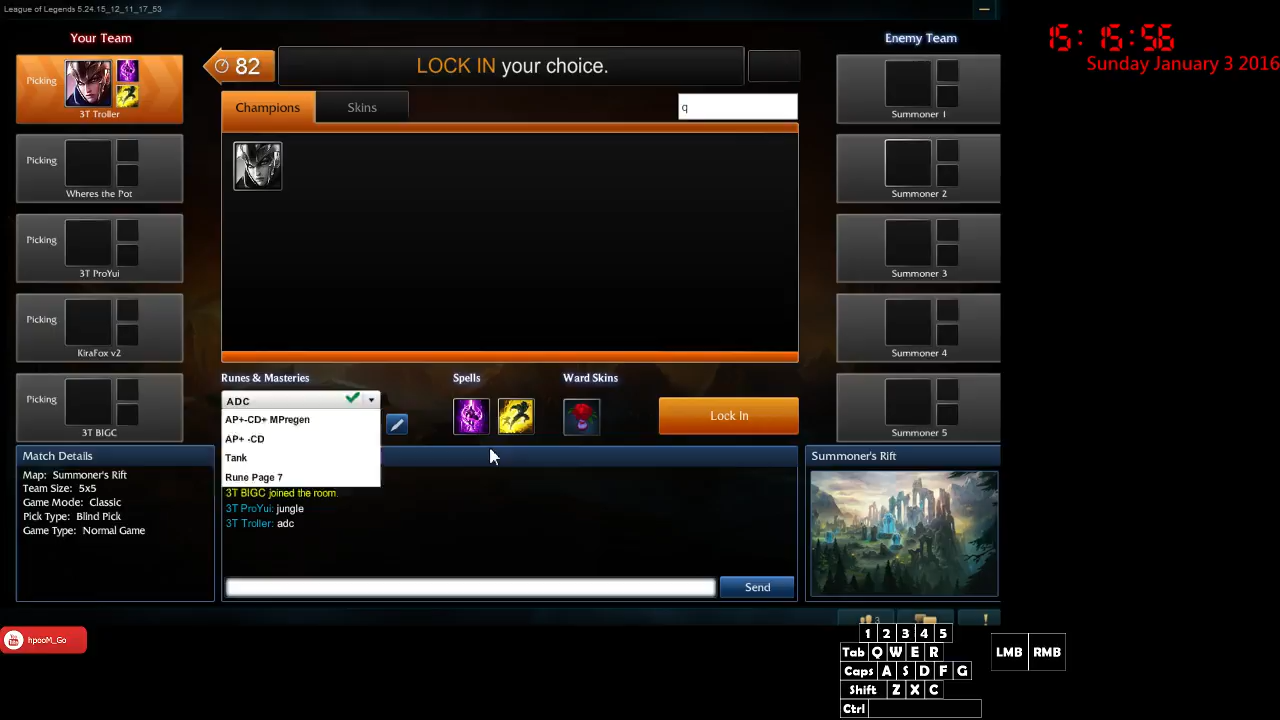 League of Legends 5.24.15_12_11_17_53
15:15:56
Sunday January 3 2016
Your Team
82
LOCK IN your choice.
Enemy Team
Picking
3T Troller
Champions
Skins
q
Summoner 1
Picking
Wheres the Pot
Summoner 2
Picking
3T ProYui
Summoner 3
Picking
KiraFox v2
Summoner 4
Picking
3T BIGC
Summoner 5
Runes & Masteries
Spells
Ward Skins
ADC
AP+-CD+ MPregen
AP+ -CD
Tank
Rune Page 7
Lock In
Match Details
Map: Summoner's Rift
Team Size: 5x5
Game Mode: Classic
Pick Type: Blind Pick
Game Type: Normal Game
3T BIGC joined the room.
3T ProYui: jungle
3T Troller: adc
Send
Summoner's Rift
3
!
hpooM_Go
1 2 3 4 5
Tab Q W E R
Caps A S D F G
Shift Z X C
Ctrl
LMB RMB